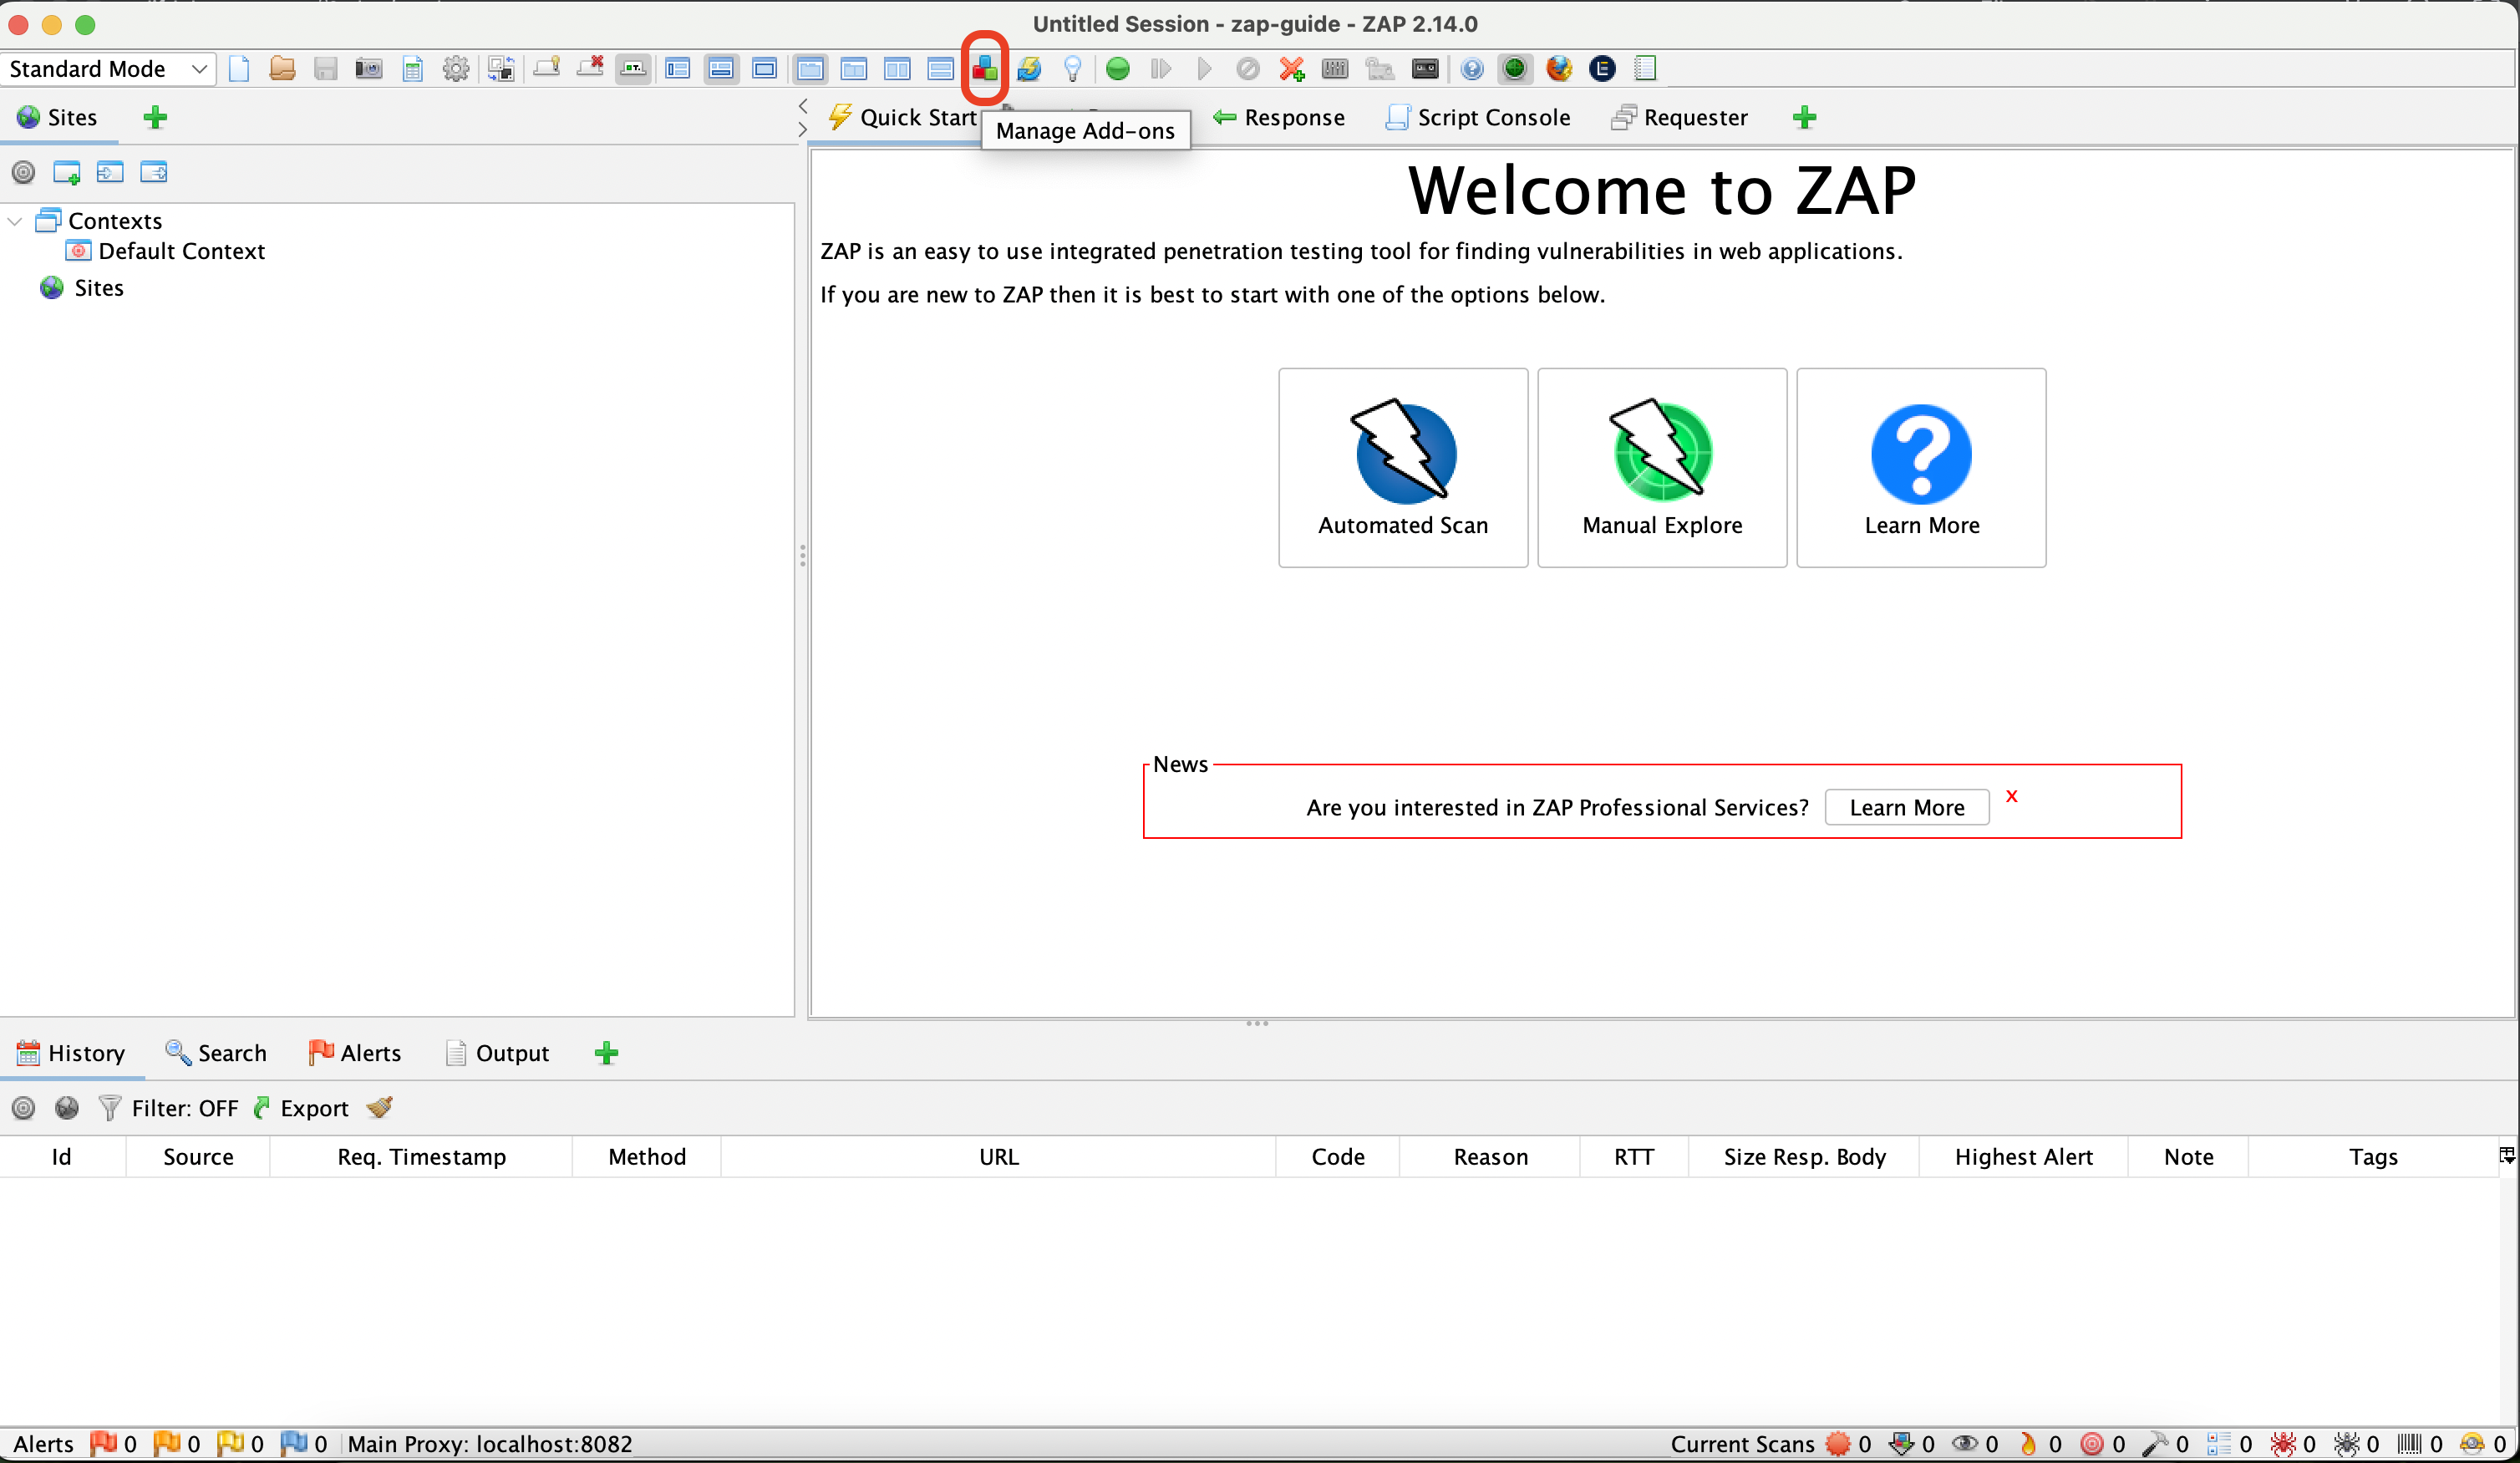 Untitled Session - zap-guide - ZAP 2.14.0
Standard Mode
Sites
Quick Start
Response
Script Console
Requester
Manage Add-ons
Contexts
Default Context
Sites
Welcome to ZAP
ZAP is an easy to use integrated penetration testing tool for finding vulnerabilities in web applications.
If you are new to ZAP then it is best to start with one of the options below.
Automated Scan
Manual Explore
Learn More
News
Are you interested in ZAP Professional Services?
Learn More
x
History
Search
Alerts
Output
Filter: OFF
Export
Id
Source
Req. Timestamp
Method
URL
Code
Reason
RTT
Size Resp. Body
Highest Alert
Note
Tags
Alerts 0 0 0 0 Main Proxy: localhost:8082
Current Scans 0 0 0 0 0 0 0 0 0 0 0